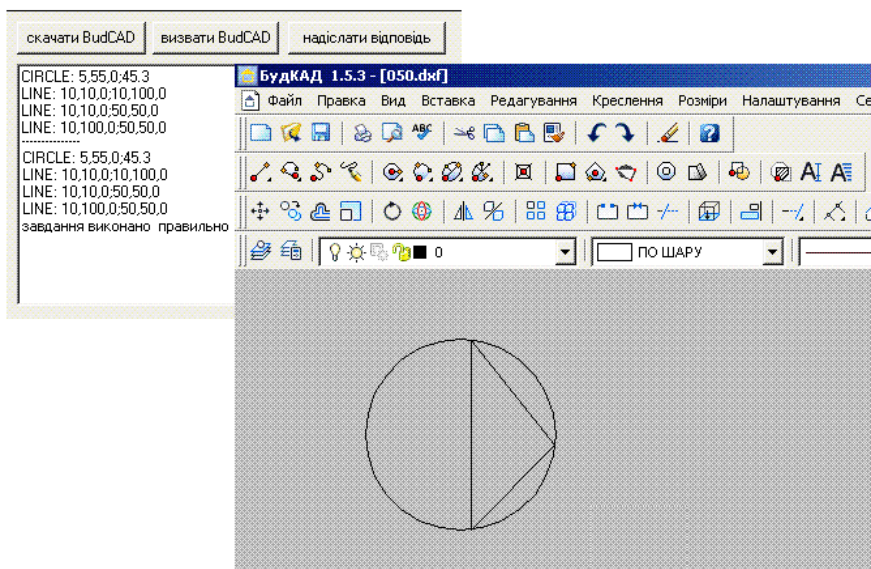 скачати BudCAD визвати BudCAD надіслати відповідь
CIRCLE: 5,55,0;45.3
LINE: 10,10,0;10,100,0
LINE: 10,10,0;50,50,0
LINE: 10,100,0;50,50,0
--------------
CIRCLE: 5,55,0;45.3
LINE: 10,10,0;10,100,0
LINE: 10,10,0;50,50,0
LINE: 10,100,0;50,50,0
завдання виконано правильно
БудКАД 1.5.3 - [050.dxf]
Файл Правка Вид Вставка Редагування Креслення Розміри Налаштування Се
ABC
A A
0 ПО ШАРУ